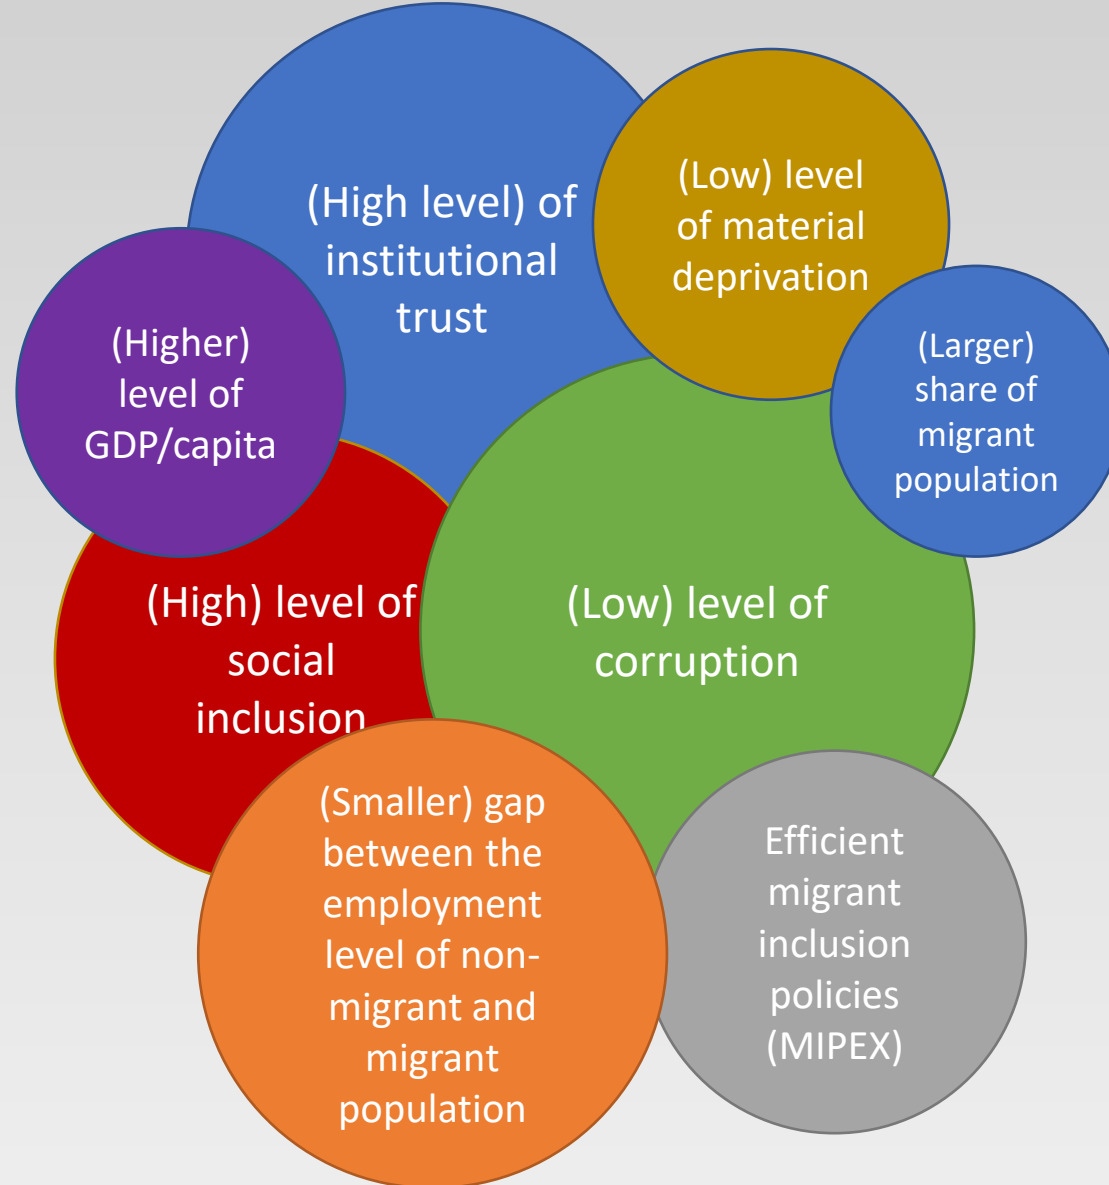 (High level) of
institutional
trust
(Low) level
of material
deprivation
(Higher)
level of
GDP/capita
(Larger)
share of
migrant
population
(High) level of
social
inclusion
(Low) level of
corruption
(Smaller) gap
between the
employment
level of non-
migrant and
migrant
population
Efficient
migrant
inclusion
policies
(MIPEX)